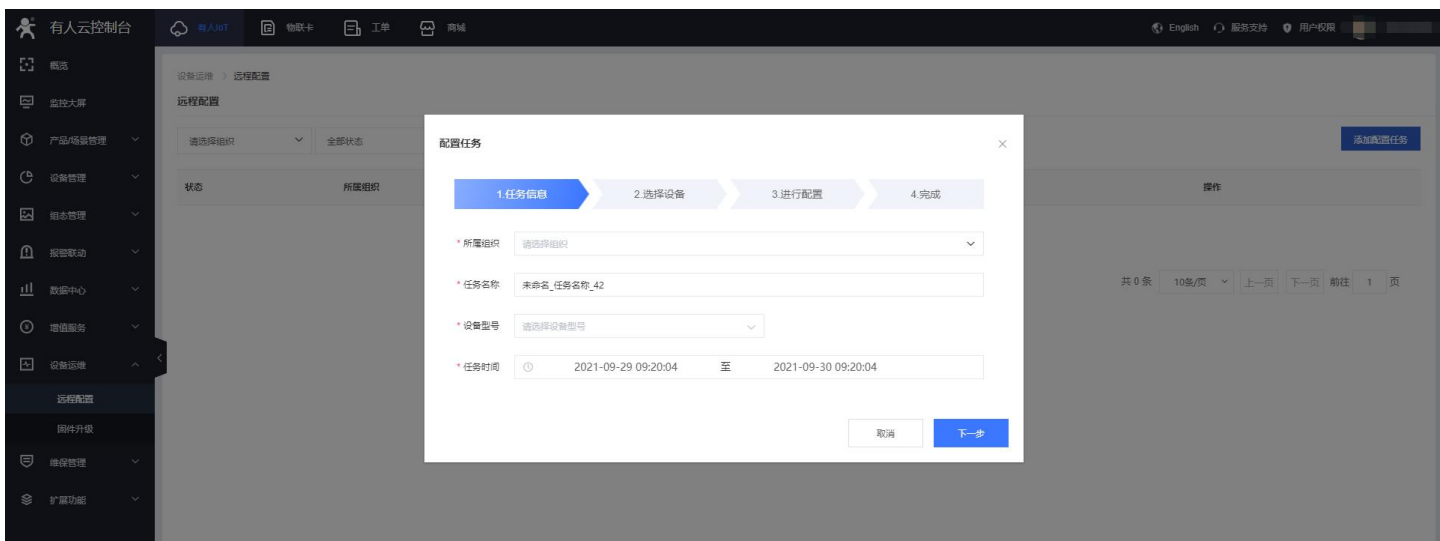 有人云控制台
有人IoT 物联卡 工单 商城
English 服务支持 用户权限
概览
监控大屏
产品/场景管理
设备管理
组态管理
报警联动
数据中心
增值服务
设备运维
远程配置
固件升级
维保管理
扩展功能
设备运维 〉 远程配置
远程配置
请选择组织 全部状态
添加配置任务
状态 所属组织 操作
共 0 条 10条/页 上一页 下一页 前往 1 页
配置任务
1.任务信息 2.选择设备 3.进行配置 4.完成
* 所属组织 请选择组织
* 任务名称 未命名_任务名称_42
* 设备型号 请选择设备型号
* 任务时间 2021-09-29 09:20:04 至 2021-09-30 09:20:04
取消 下一步